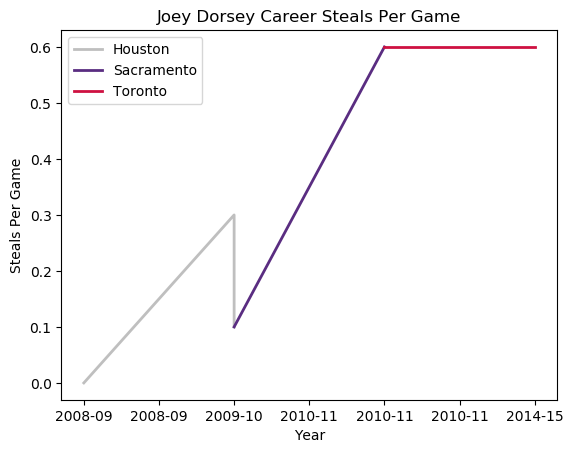 Joey Dorsey Career Steals Per Game
Houston
Sacramento
Toronto
0.6
0.5
0.4
0.3
0.2
0.1
0.0
Steals Per Game
2008-09 2008-09 2009-10 2010-11 2010-11 2010-11 2014-15
Year